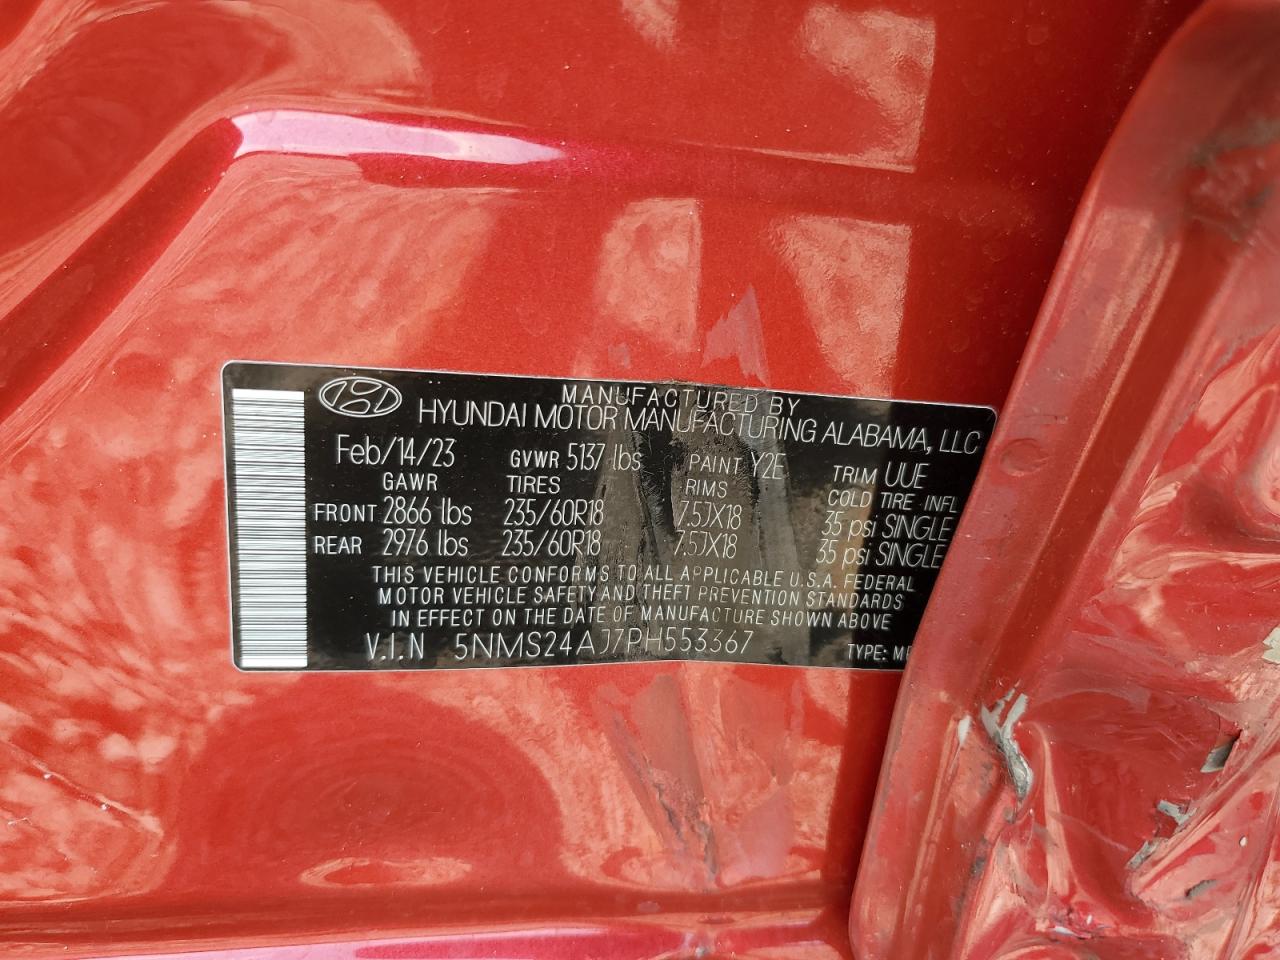 MANUFACTURED BY
HYUNDAI MOTOR MANUFACTURING ALABAMA, LLC
Feb/14/23 GVWR 5137 lbs PAINT Y2E TRIM UUE
GAWR TIRES RIMS COLD TIRE INFL
FRONT 2866 lbs 235/60R18 7.5JX18 35 psi SINGLE
REAR 2976 lbs 235/60R18 7.5JX18 35 psi SINGLE
THIS VEHICLE CONFORMS TO ALL APPLICABLE U.S.A. FEDERAL
MOTOR VEHICLE SAFETY AND THEFT PREVENTION STANDARDS
IN EFFECT ON THE DATE OF MANUFACTURE SHOWN ABOVE
V.I.N 5NMS24AJ7PH553367 TYPE: